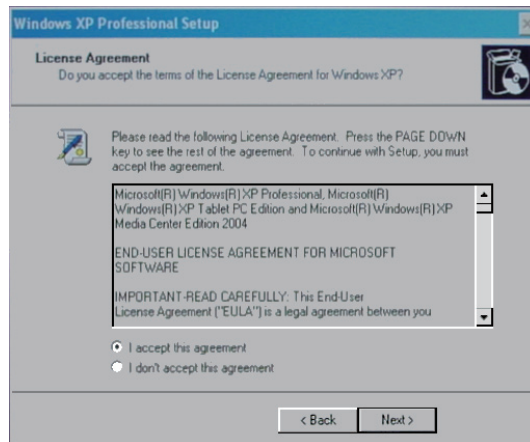 Windows XP Professional Setup
License Agreement
Do you accept the terms of the License Agreement for Windows XP?
Please read the following License Agreement. Press the PAGE DOWN
key to see the rest of the agreement. To continue with Setup, you must
accept the agreement.
Microsoft(R) Windows(R) XP Professional, Microsoft(R)
Windows(R) XP Tablet PC Edition and Microsoft(R) Windows(R) XP
Media Center Edition 2004
END-USER LICENSE AGREEMENT FOR MICROSOFT
SOFTWARE
IMPORTANT-READ CAREFULLY: This End-User
License Agreement ("EULA") is a legal agreement between you
I accept this agreement
I don't accept this agreement
< Back
Next >